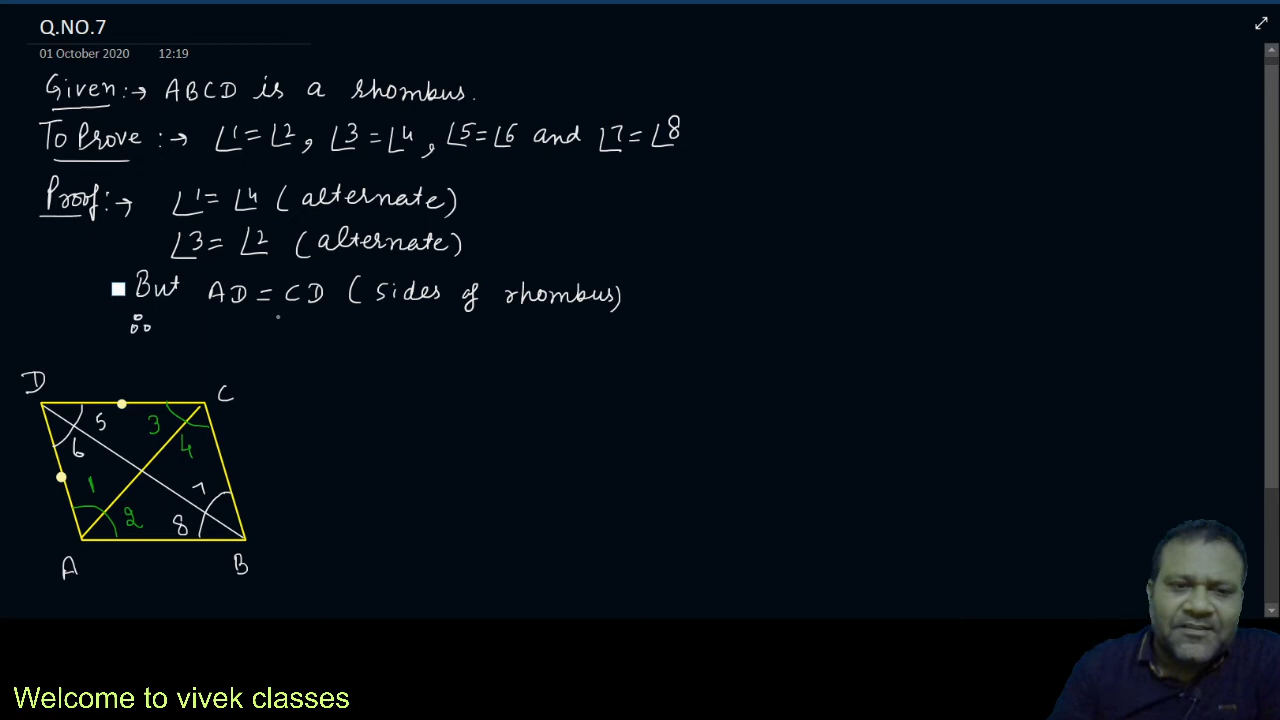 Q.NO.7
01 October 2020 12:19
Given:→ ABCD is a rhombus.
To Prove :→ ∠1=∠2, ∠3=∠4, ∠5=∠6 and ∠7=∠8
Proof:→ ∠1=∠4 (alternate)
∠3=∠2 (alternate)
But AD=CD (sides of rhombus)
∴
D
C
5
3
6
4
1
7
2
8
A
B
Welcome to vivek classes